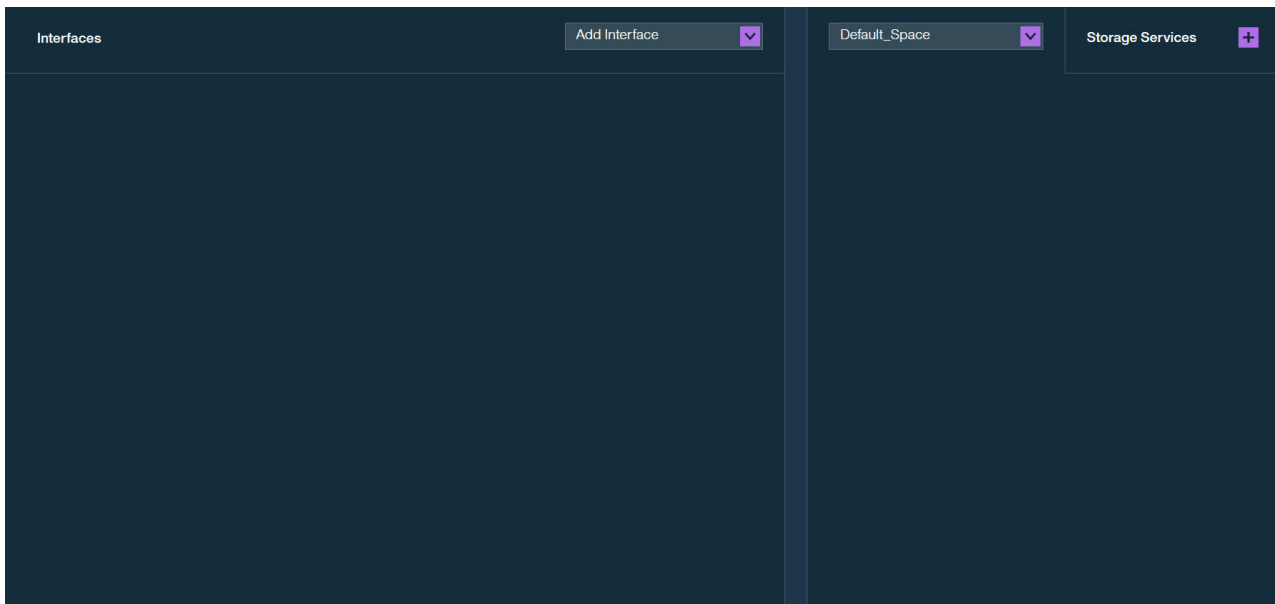 Interfaces
Add Interface
Default_Space
Storage Services